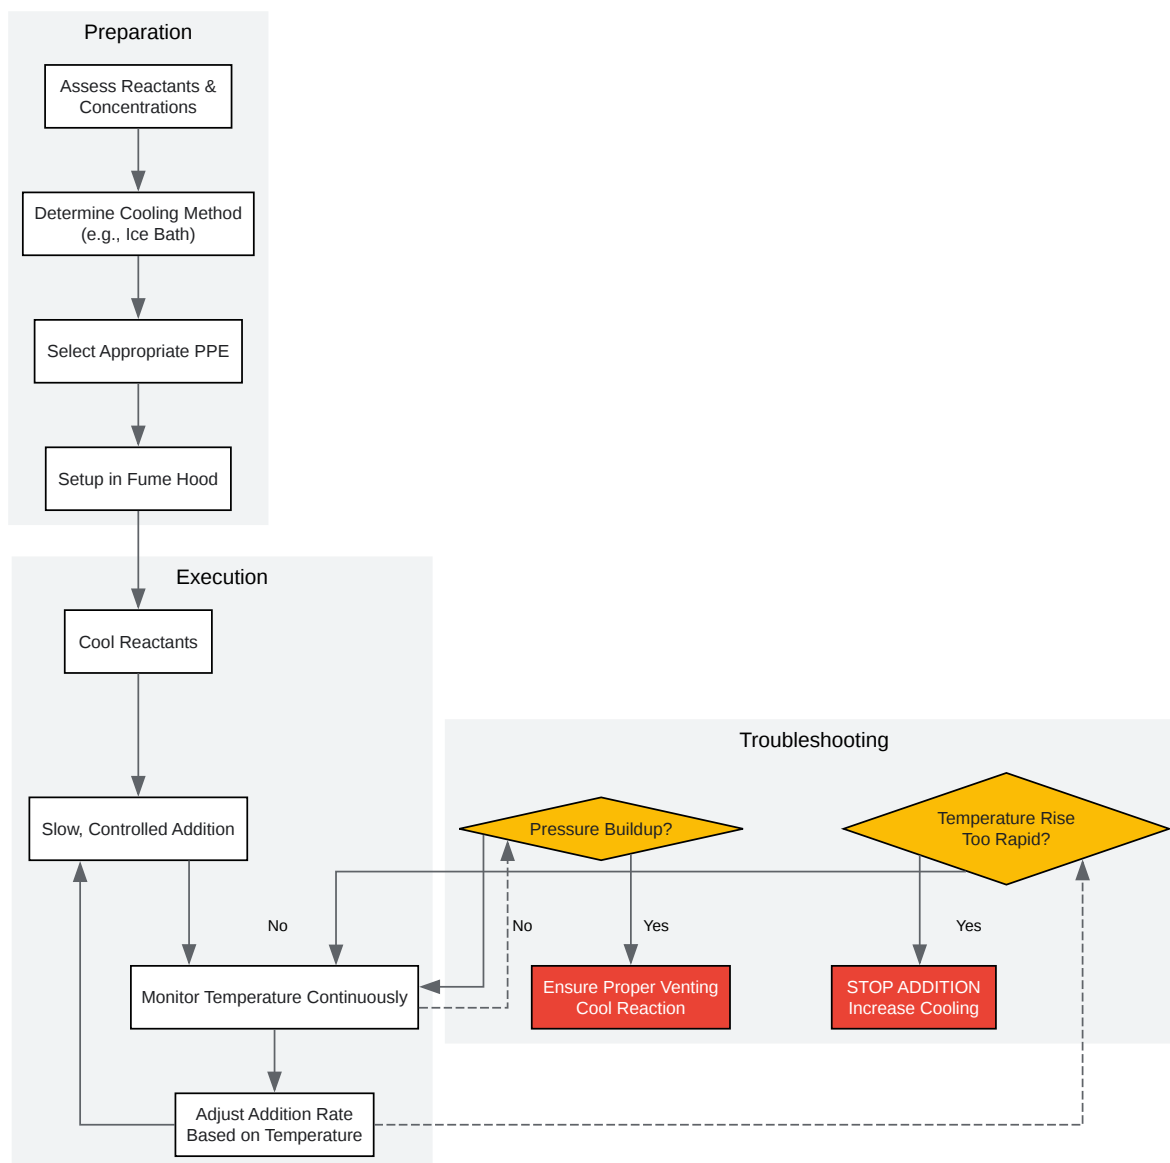 Preparation
Assess Reactants &
Concentrations
Determine Cooling Method
(e.g., Ice Bath)
Select Appropriate PPE
Setup in Fume Hood
Execution
Cool Reactants
Slow, Controlled Addition
No
Monitor Temperature Continuously
Adjust Addition Rate
Based on Temperature
Troubleshooting
Pressure Buildup?
No
Yes
Ensure Proper Venting
Cool Reaction
Temperature Rise
Too Rapid?
Yes
STOP ADDITION
Increase Cooling